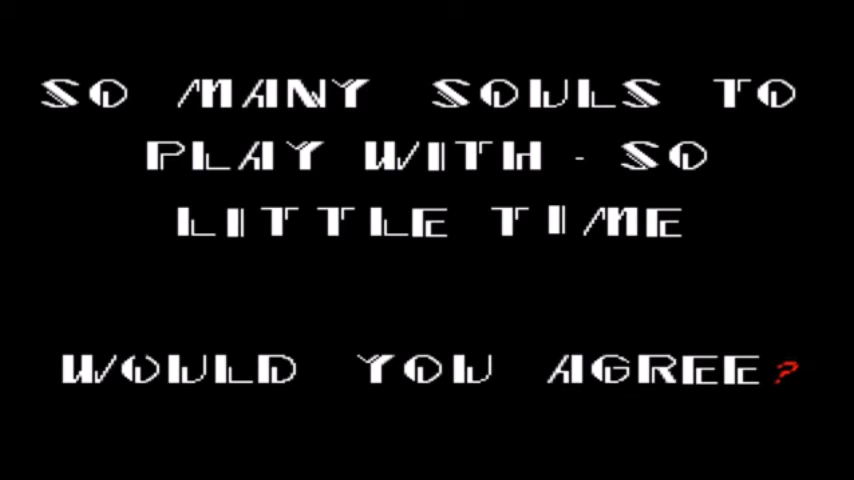 SO MANY SOULS TO
PLAY WITH - SO
LITTLE TIME
WOULD YOU AGREE?